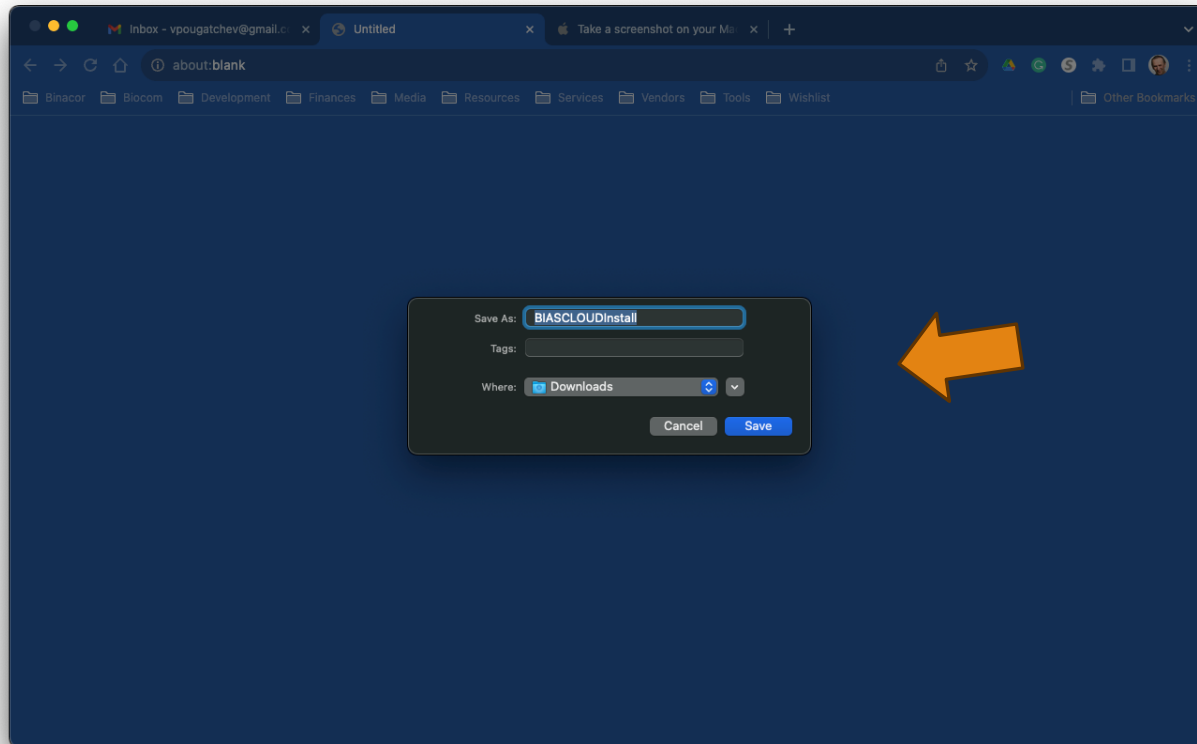 Inbox - vpougatchev@gmail.c
Untitled
Take a screenshot on your Ma
about:blank
Binacor
Biocom
Development
Finances
Media
Resources
Services
Vendors
Tools
Wishlist
Other Bookmarks
Save As: BIASCLOUDInstall
Tags:
Where: Downloads
Cancel
Save